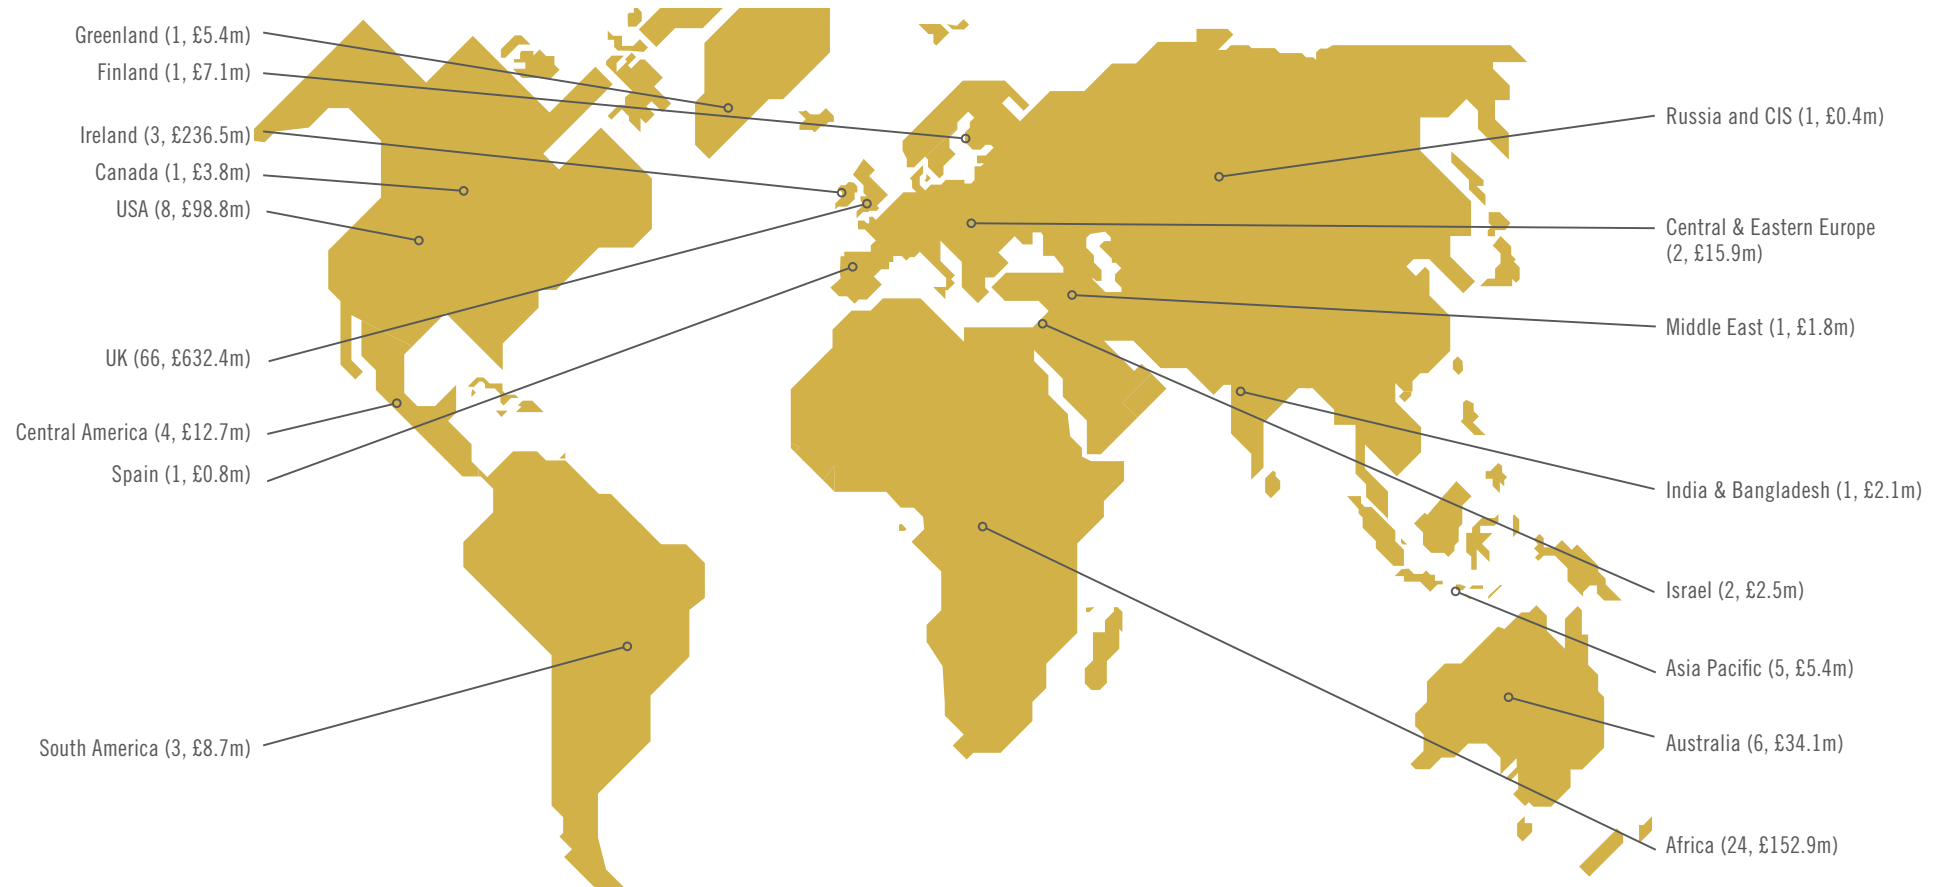 Greenland (1, £5.4m)
Finland (1, £7.1m)
Ireland (3, £236.5m)
Canada (1, £3.8m)
USA (8, £98.8m)
UK (66, £632.4m)
Central America (4, £12.7m)
Spain (1, £0.8m)
South America (3, £8.7m)
Russia and CIS (1, £0.4m)
Central & Eastern Europe
(2, £15.9m)
Middle East (1, £1.8m)
India & Bangladesh (1, £2.1m)
Israel (2, £2.5m)
Asia Pacific (5, £5.4m)
Australia (6, £34.1m)
Africa (24, £152.9m)